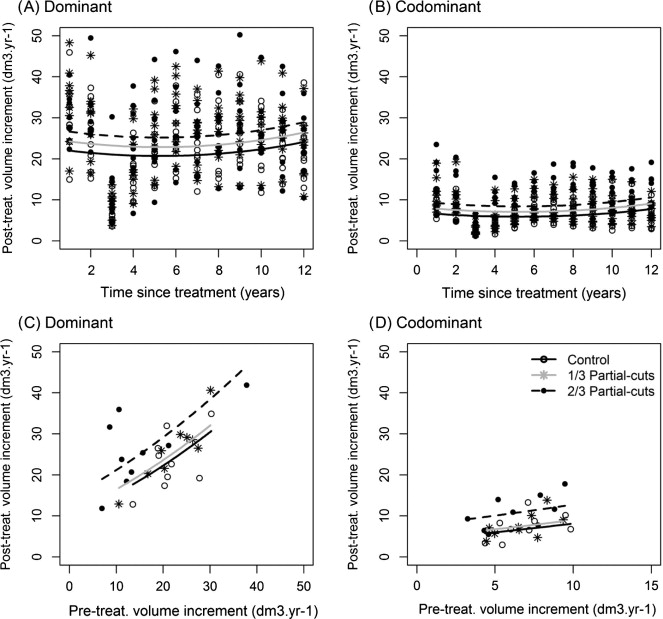 (A) Dominant
Post-treat. volume increment (dm3.yr-1)
50
40
30
20
10
0
2 4 6 8 10 12
Time since treatment (years)
(B) Codominant
Post-treat. volume increment (dm3.yr-1)
50
40
30
20
10
0
0 2 4 6 8 10 12
Time since treatment (years)
(C) Dominant
Post-treat. volume increment (dm3.yr-1)
50
40
30
20
10
0
0 10 20 30 40 50
Pre-treat. volume increment (dm3.yr-1)
(D) Codominant
Post-treat. volume increment (dm3.yr-1)
50
40
30
20
10
0
Control
1/3 Partial-cuts
2/3 Partial-cuts
0 5 10 15
Pre-treat. volume increment (dm3.yr-1)